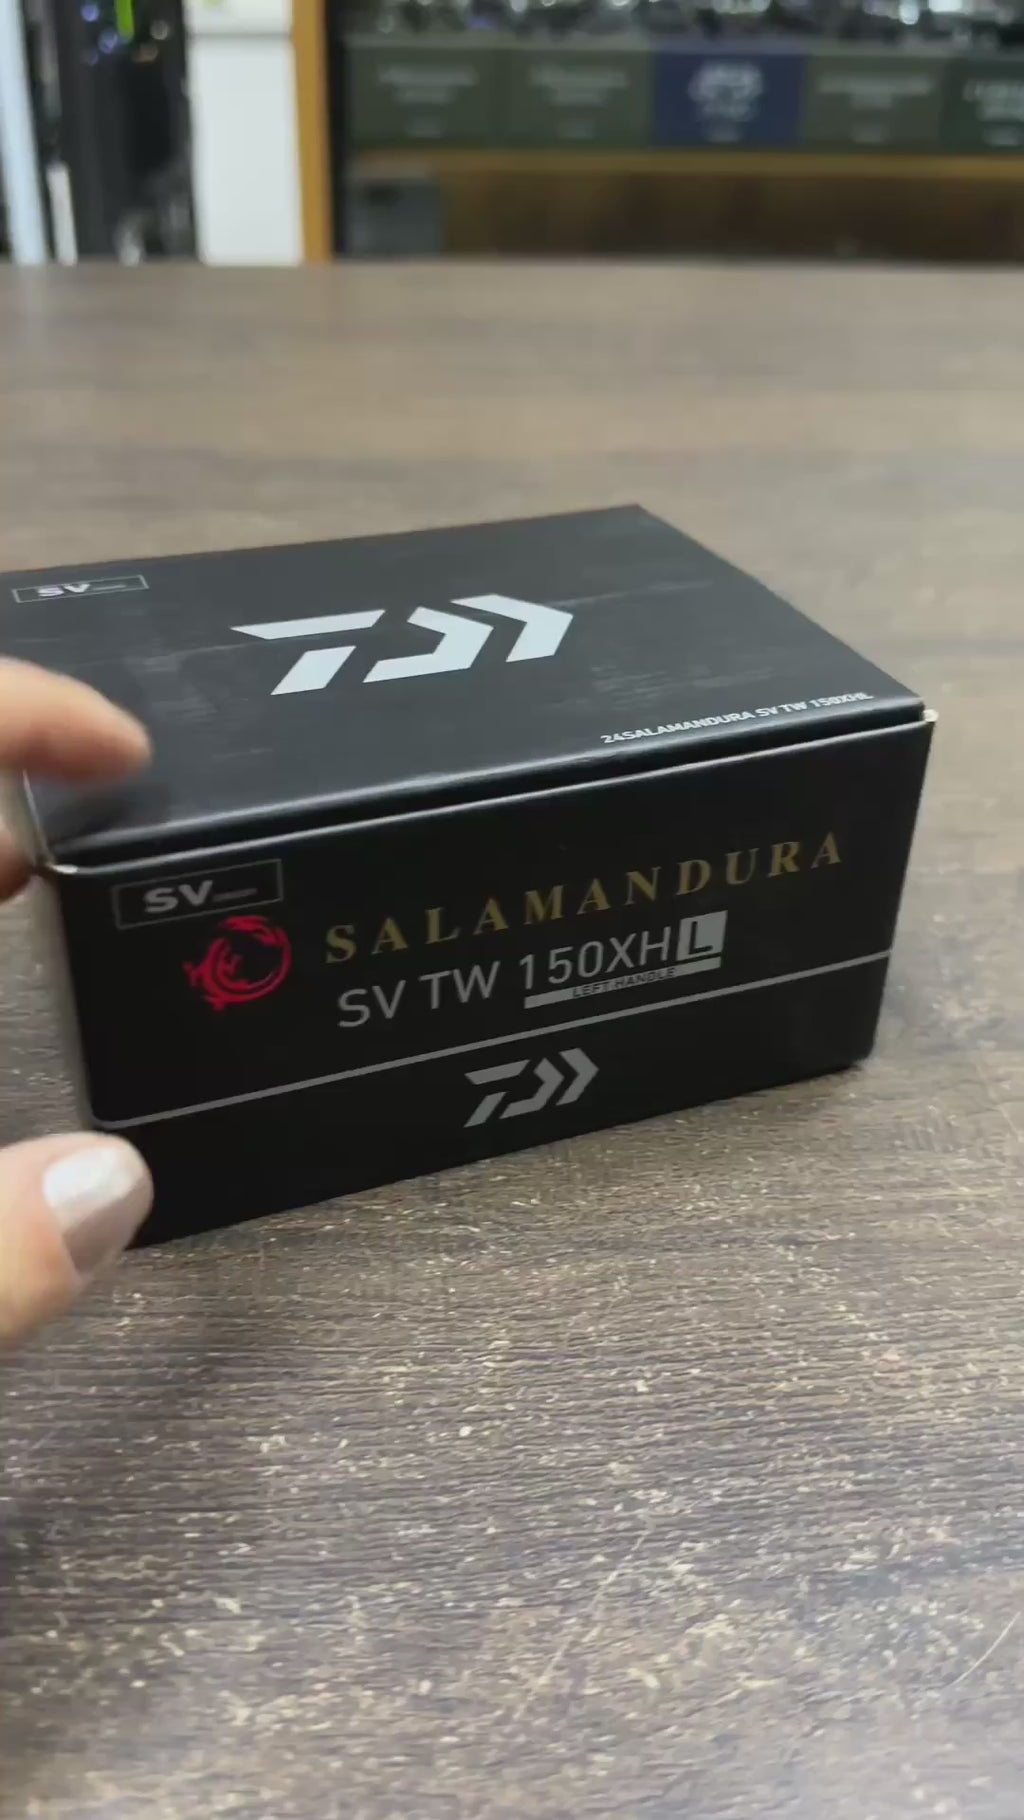 SV
24SALAMANDURA SV TW 150XHL
SV
SALAMANDURA
SV TW 150XHL
LEFT HANDLE